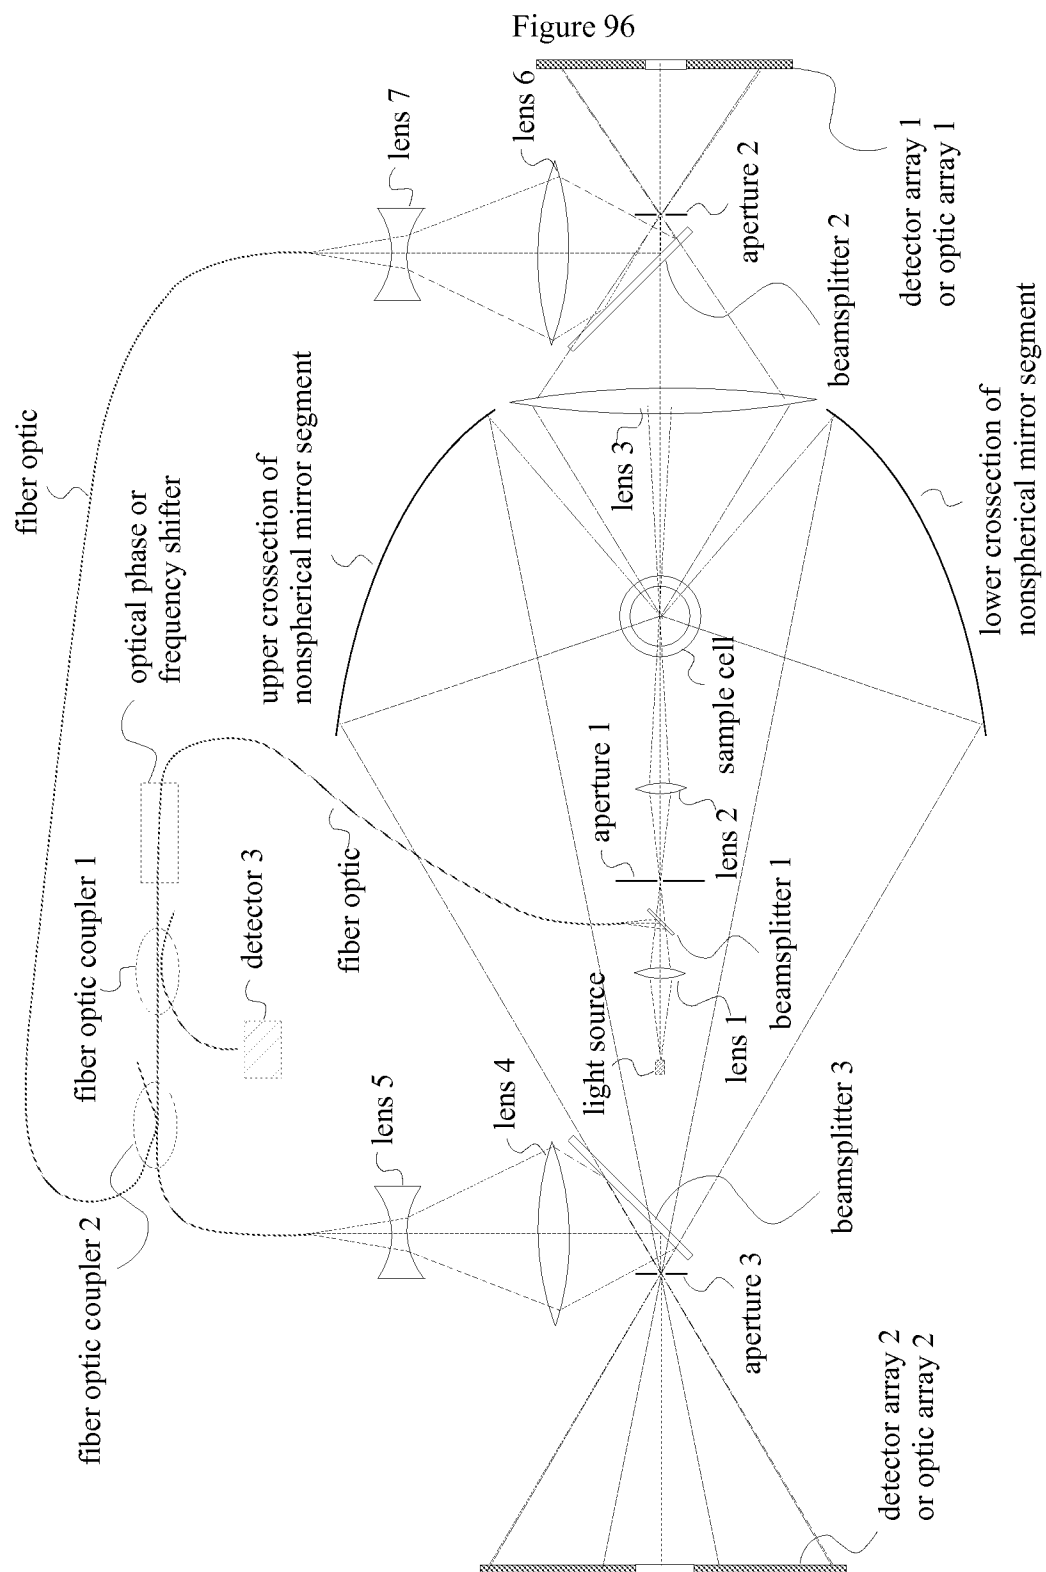 Figure 96
lens 7
lens 6
aperture 2
detector array 1
or optic array 1
beamsplitter 2
fiber optic
optical phase or
frequency shifter
upper crossection of
nonspherical mirror segment
lens 3
lower crossection of
nonspherical mirror segment
sample cell
aperture 1
lens 2
fiber optic coupler 1
detector 3
fiber optic
beamsplitter 1
light source
lens 1
fiber optic coupler 2
lens 5
lens 4
beamsplitter 3
aperture 3
detector array 2
or optic array 2